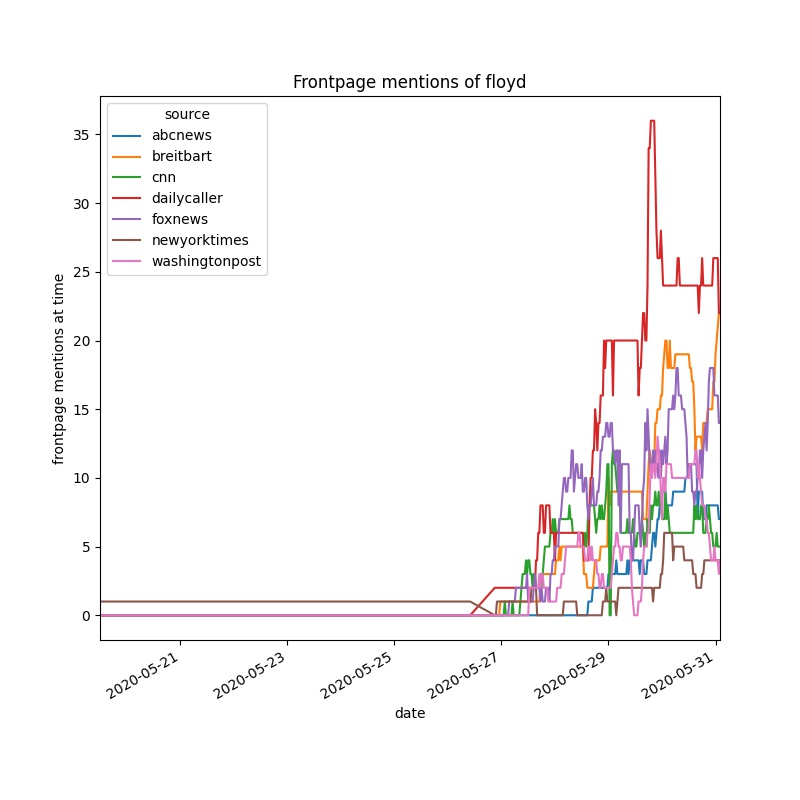 Frontpage mentions of floyd
source
abcnews
breitbart
cnn
dailycaller
foxnews
newyorktimes
washingtonpost
frontpage mentions at time
35
30
25
20
15
10
5
0
2020-05-21
2020-05-23
2020-05-25
2020-05-27
2020-05-29
2020-05-31
date